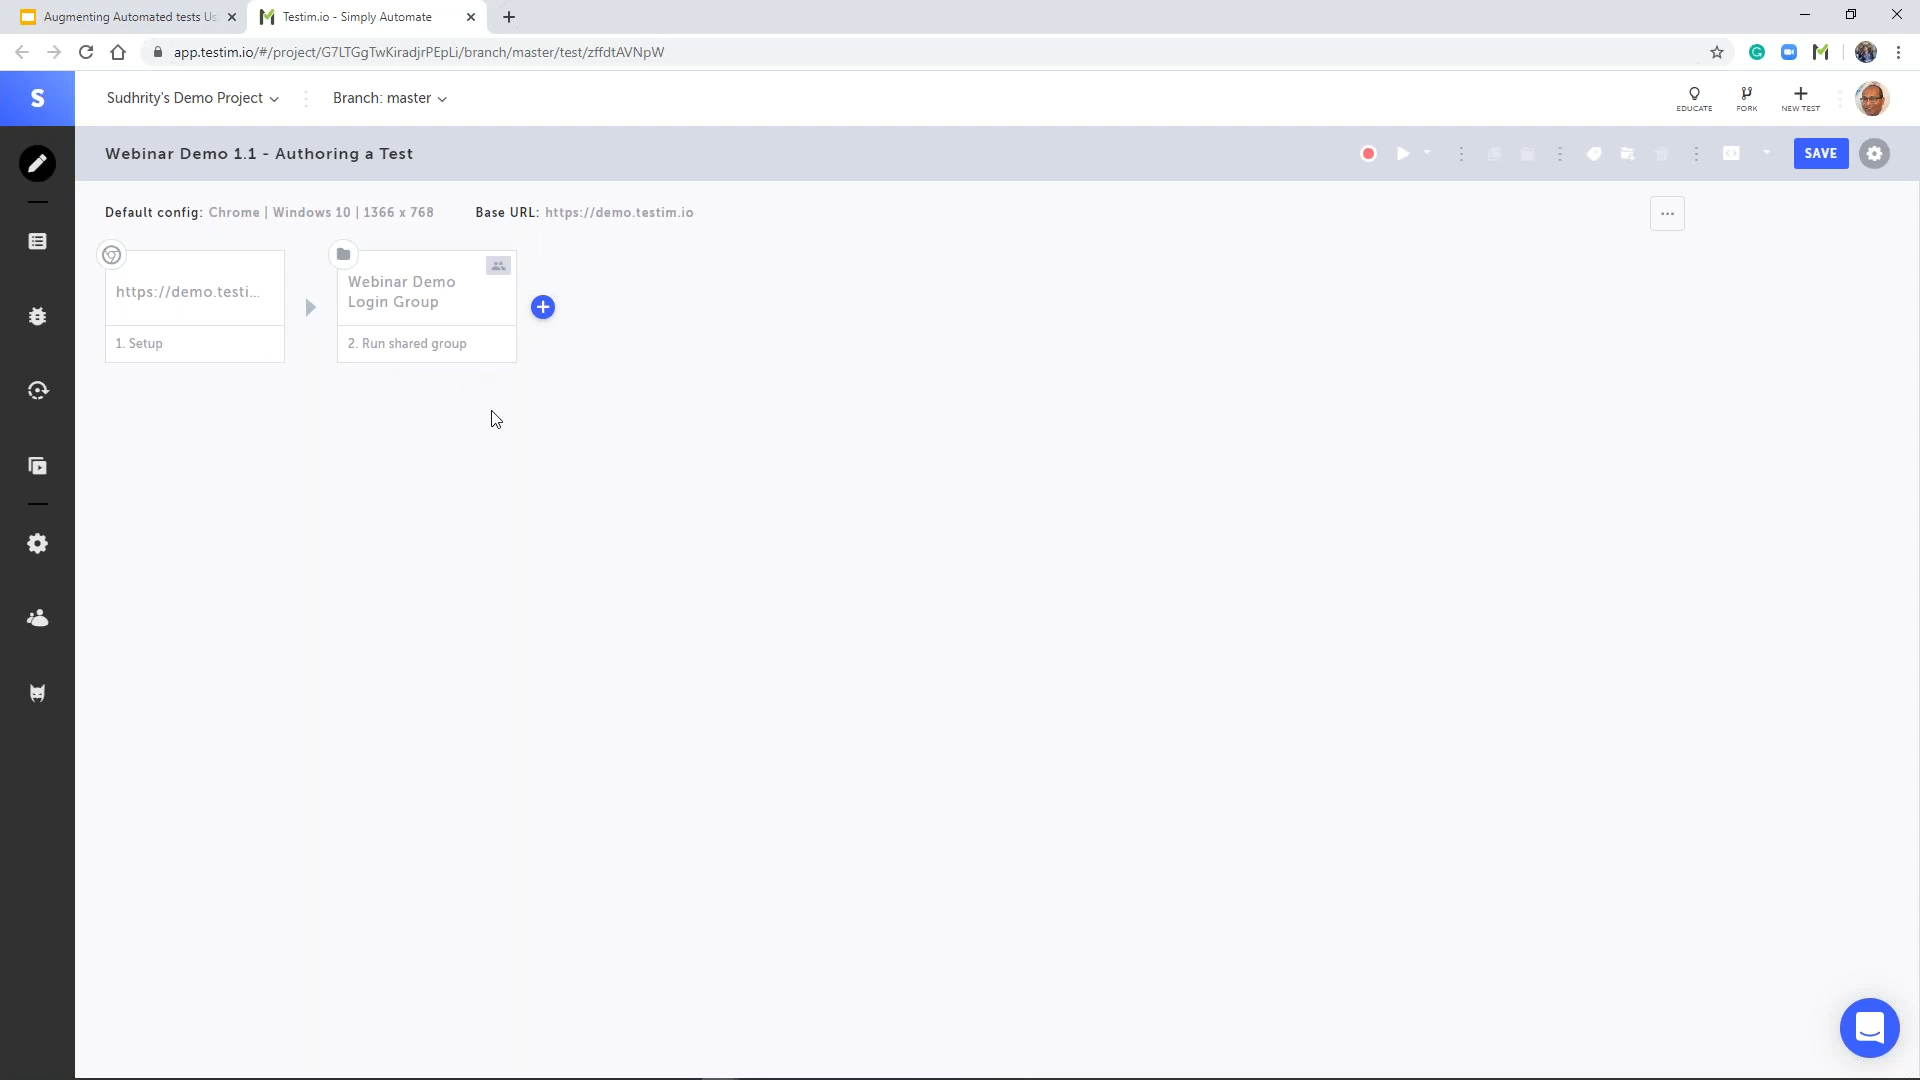 Augmenting Automated tests Us
Testim.io - Simply Automate
app.testim.io/#/project/G7LTGgTwKiradjrPEpLi/branch/master/test/zffdtAVNpW
S
Sudhrity's Demo Project
Branch: master
EDUCATE
FORK
NEW TEST
Webinar Demo 1.1 - Authoring a Test
SAVE
Default config: Chrome | Windows 10 | 1366 x 768
Base URL: https://demo.testim.io
...
https://demo.testi...
1. Setup
Webinar Demo
Login Group
2. Run shared group